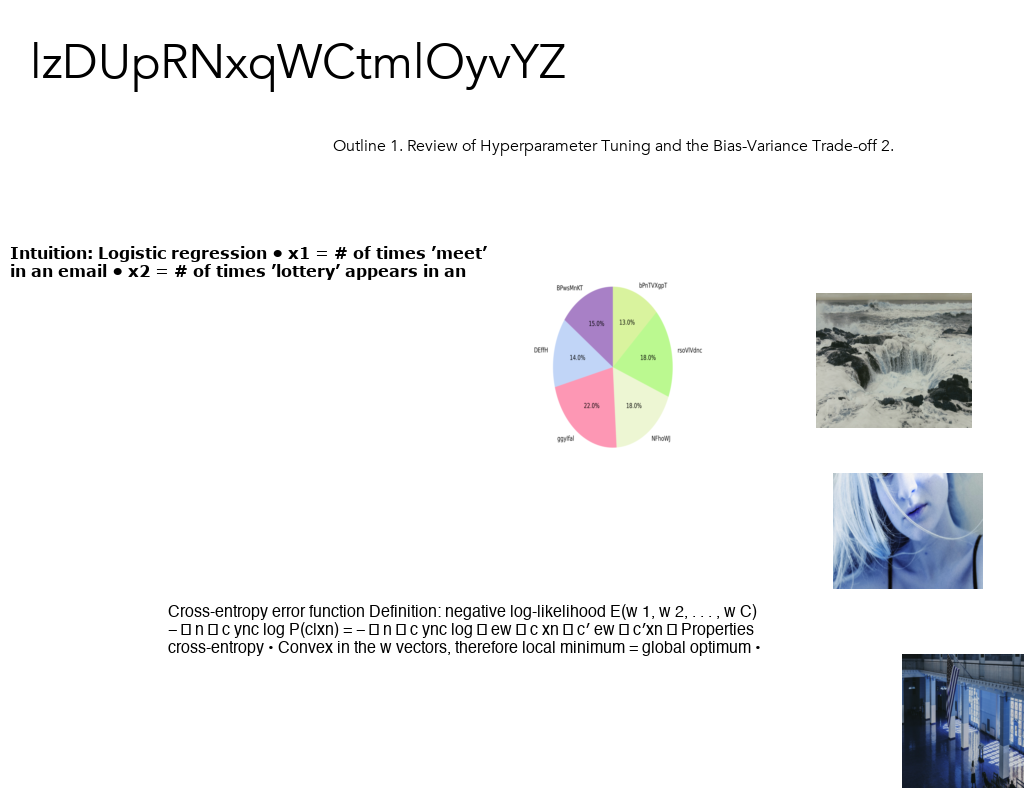 lzDUpRNxqWCtmlOyvYZ
Outline 1. Review of Hyperparameter Tuning and the Bias-Variance Trade-off 2.
Intuition: Logistic regression • x1 = # of times ’meet’
in an email • x2 = # of times ’lottery’ appears in an
BPwsMnKT
bPnTVXgpT
15.0%
13.0%
DEffH
14.0%
18.0%
rsoVlVdnc
22.0%
18.0%
ggylfal
NFhoWJ
Cross-entropy error function Definition: negative log-likelihood E(w 1, w 2, . . . , w C)
– □ n □ c ync log P(c|xn) = – □ n □ c ync log □ ew □ c xn □ c′ ew □ c′xn □ Properties
cross-entropy • Convex in the w vectors, therefore local minimum = global optimum •